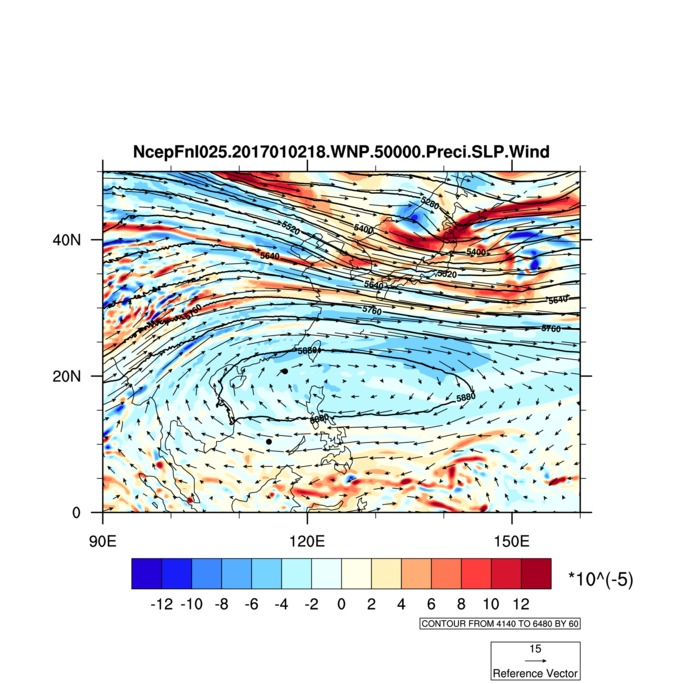 NcepFnl025.2017010218.WNP.50000.Preci.SLP.Wind
5280
5520
5400
40N
5640
5400
5520
5640
5640
5760
5760
5760
5880
20N
5880
5880
0
90E 120E 150E
-12 -10 -8 -6 -4 -2 0 2 4 6 8 10 12
*10^(-5)
CONTOUR FROM 4140 TO 6480 BY 60
15
Reference Vector